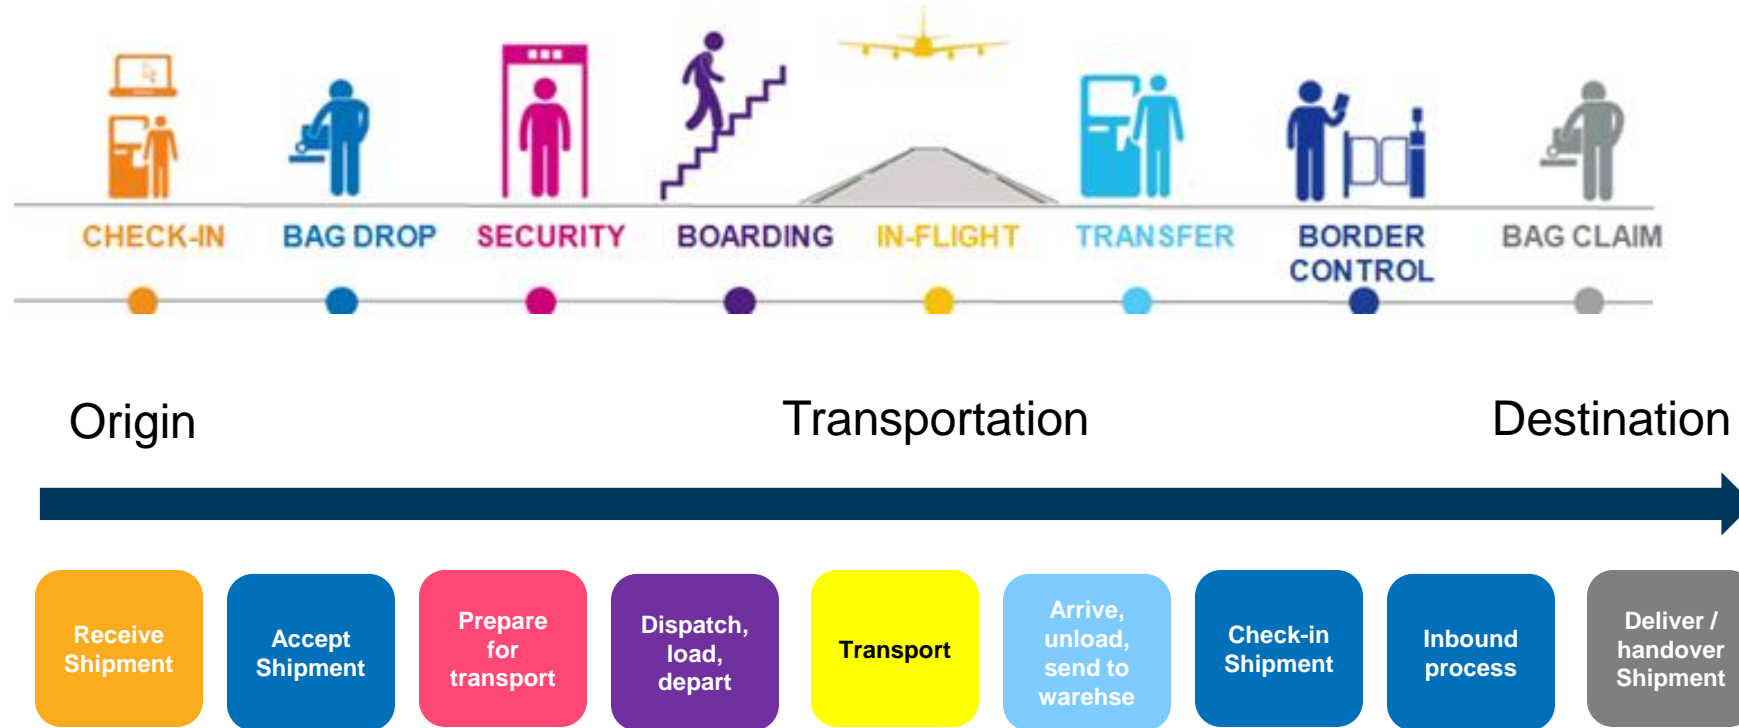 CHECK-IN
BAG DROP
SECURITY
BOARDING
IN-FLIGHT
TRANSFER
BORDER
CONTROL
BAG CLAIM
Origin
Transportation
Destination
Receive
Shipment
Accept
Shipment
Prepare
for
transport
Dispatch,
load,
depart
Transport
Arrive,
unload,
send to
warehse
Check-in
Shipment
Inbound
process
Deliver /
handover
Shipment